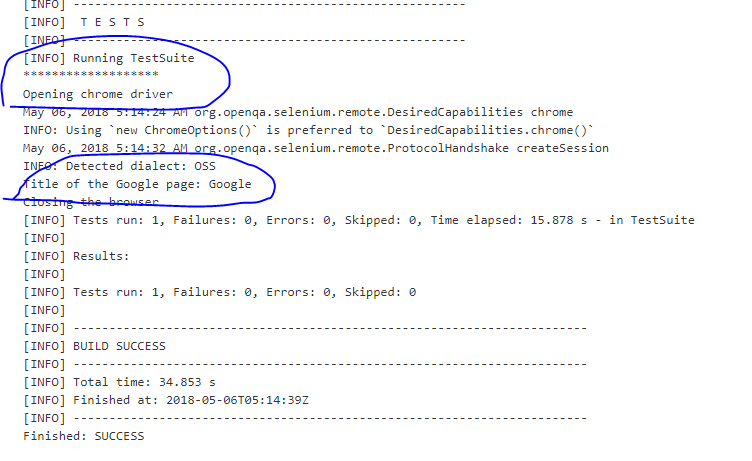 [INFO] -------------------------------------------------------
[INFO]  T E S T S
[INFO] -------------------------------------------------------
[INFO] Running TestSuite
*******************
Opening chrome driver
May 06, 2018 5:14:24 AM org.openqa.selenium.remote.DesiredCapabilities chrome
INFO: Using `new ChromeOptions()` is preferred to `DesiredCapabilities.chrome()`
May 06, 2018 5:14:32 AM org.openqa.selenium.remote.ProtocolHandshake createSession
INFO: Detected dialect: OSS
Title of the Google page: Google
Closing the browser
[INFO] Tests run: 1, Failures: 0, Errors: 0, Skipped: 0, Time elapsed: 15.878 s - in TestSuite
[INFO]
[INFO] Results:
[INFO]
[INFO] Tests run: 1, Failures: 0, Errors: 0, Skipped: 0
[INFO]
[INFO] ------------------------------------------------------------------------
[INFO] BUILD SUCCESS
[INFO] ------------------------------------------------------------------------
[INFO] Total time: 34.853 s
[INFO] Finished at: 2018-05-06T05:14:39Z
[INFO] ------------------------------------------------------------------------
Finished: SUCCESS